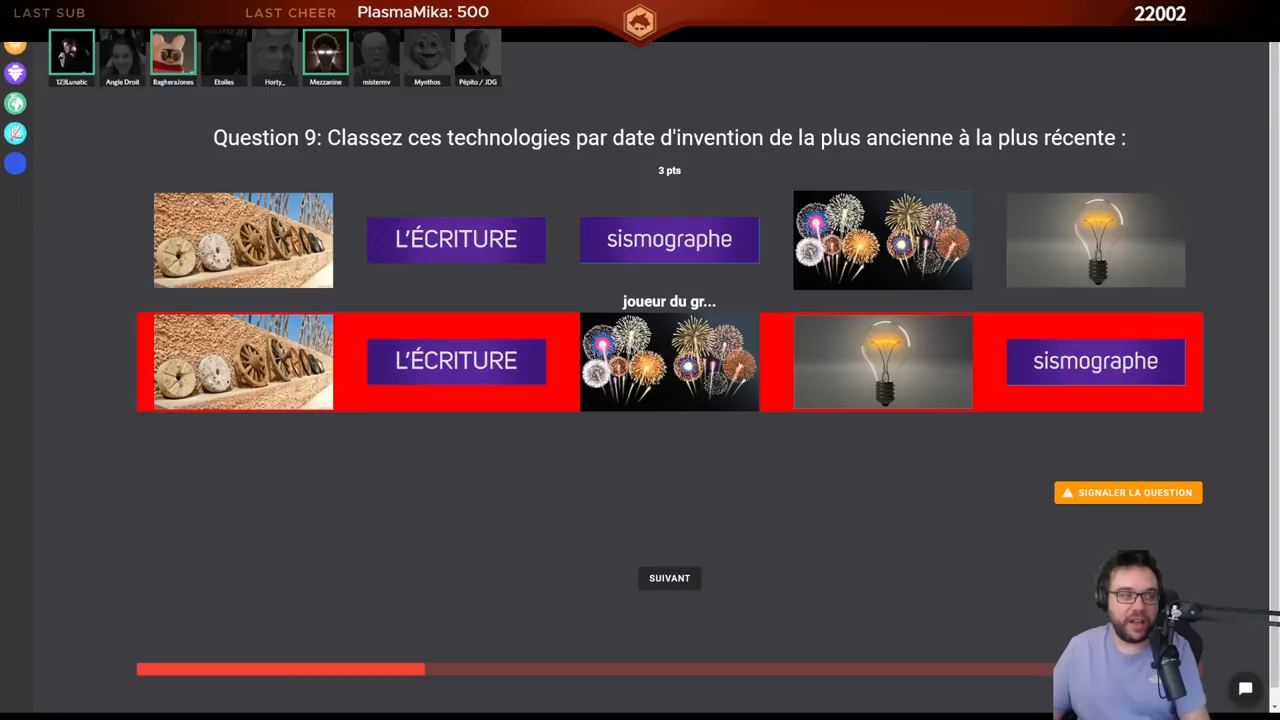 LAST SUB
LAST CHEER
PlasmaMika: 500
22002
123Lunatic
Angle Droit
BagheraJones
Etoiles
Horty_
Mezzanine
mistermv
Mynthos
Pépito / JDG
Question 9: Classez ces technologies par date d'invention de la plus ancienne à la plus récente :
3 pts
L'ÉCRITURE
sismographe
joueur du gr...
L'ÉCRITURE
sismographe
SIGNALER LA QUESTION
SUIVANT